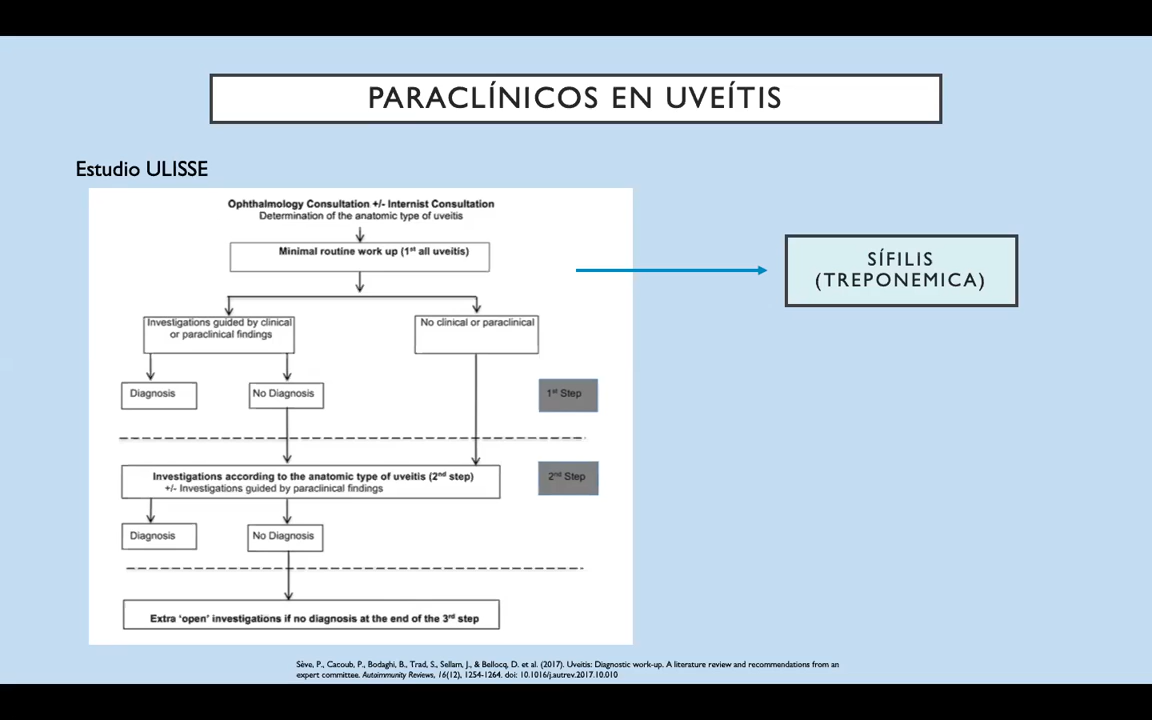 PARACLÍNICOS EN UVEÍTIS
Estudio ULISSE
Ophthalmology Consultation +/- Internist Consultation
Determination of the anatomic type of uveitis
Minimal routine work up (1st all uveitis)
SÍFILIS
(TREPONEMICA)
Investigations guided by clinical
or paraclinical findings
No clinical or paraclinical
Diagnosis
No Diagnosis
1st Step
Investigations according to the anatomic type of uveitis (2nd step)
+/- Investigations guided by paraclinical findings
2nd Step
Diagnosis
No Diagnosis
Extra 'open' investigations if no diagnosis at the end of the 3rd step
Sève, P., Cacoub, P., Bodaghi, B., Trad, S., Sellam, J., & Bellocq, D. et al. (2017). Uveitis: Diagnostic work-up. A literature review and recommendations from an
expert committee. Autoimmunity Reviews, 16(12), 1254-1264. doi: 10.1016/j.autrev.2017.10.010